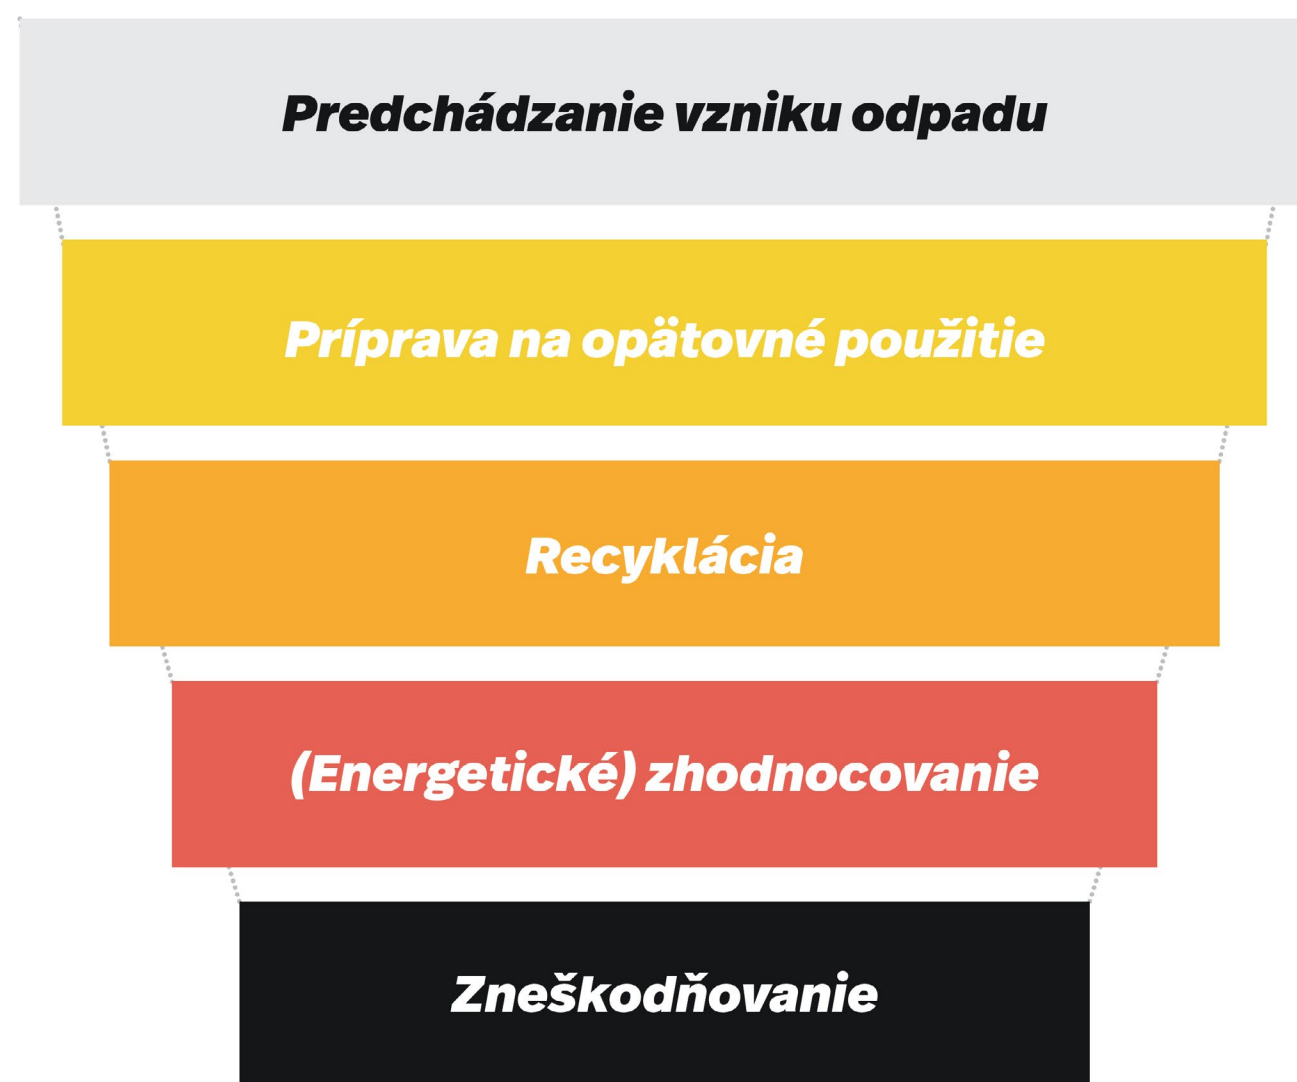 Predchádzanie vzniku odpadu
Príprava na opätovné použitie
Recyklácia
(Energetické) zhodnocovanie
Zneškodňovanie